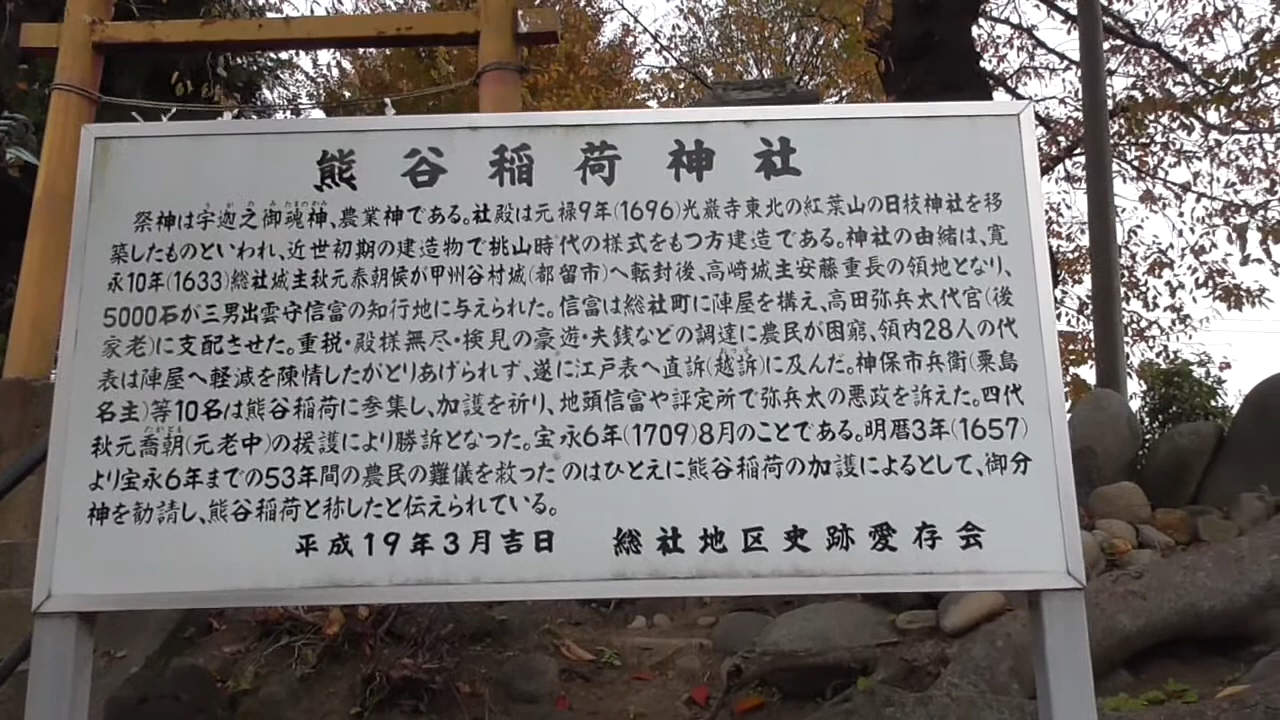 熊谷稲荷神社
祭神は宇迦之御魂神、農業神である。社殿は元禄9年(1696)光巌寺東北の紅葉山の日枝神社を移
築したものといわれ、近世初期の建造物で桃山時代の様式をもつ方建造である。神社の由緒は、寛
永10年(1633)総社城主秋元泰朝侯が甲州谷村城(都留市)へ転封後、高崎城主安藤重長の領地となり、
5000石が三男出雲守信富の知行地に与えられた。信富は総社町に陣屋を構え、高田弥兵太代官(後
家老)に支配させた。重税・殿様無尽・検見の豪遊・夫銭などの調達に農民が困窮、領内28人の代
表は陣屋へ軽減を陳情したがとりあげられず、遂に江戸表へ直訴(越訴)に及んだ。神保市兵衛(粟島
名主)等10名は熊谷稲荷に参集し、加護を祈り、地頭信富や評定所で弥兵太の悪政を訴えた。四代
秋元喬朝(元老中)の援護により勝訴となった。宝永6年(1709)8月のことである。明暦3年(1657)
より宝永6年までの53年間の農民の難儀を救ったのはひとえに熊谷稲荷の加護によるとして、御分
神を勧請し、熊谷稲荷と称したと伝えられている。
平成19年3月吉日 総社地区史跡愛存会